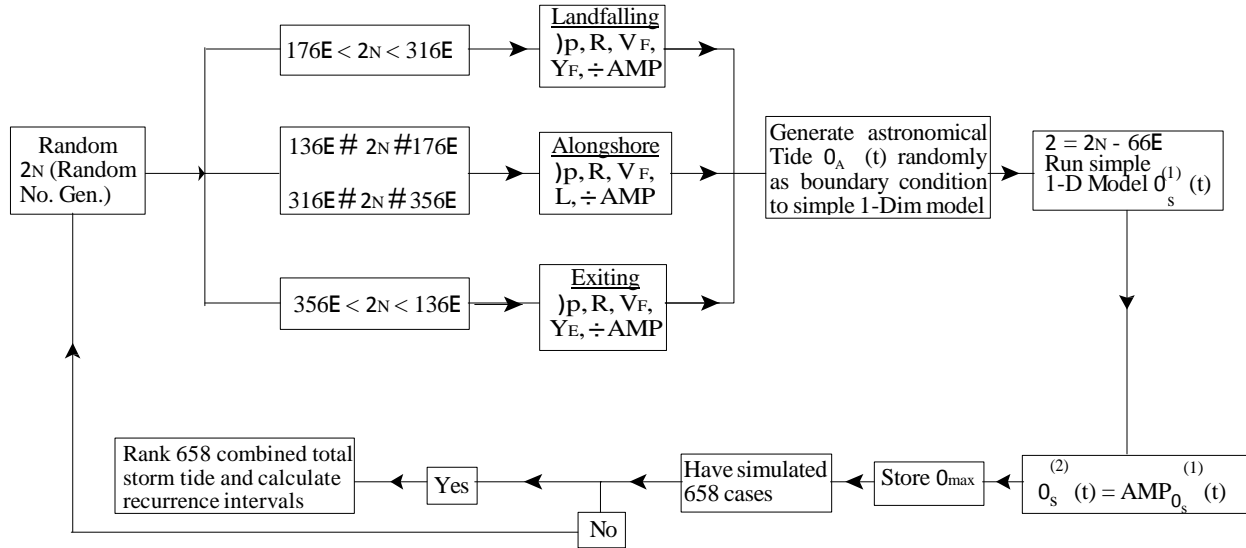 Random
2N (Random
No. Gen.)
176E < 2N < 316E
Landfalling
)p, R, VF,
YF, ÷AMP
136E # 2N #176E
316E# 2N # 356E
Alongshore
)p, R, VF,
L, ÷AMP
356E < 2N < 136E
Exiting
)p, R, VF,
YE, ÷AMP
Generate astronomical
Tide 0A (t) randomly
as boundary condition
to simple 1-Dim model
2 = 2N - 66E
Run simple
1-D Model 0s(1) (t)
0s(2) (t) = AMP0s(1) (t)
Store 0max
Have simulated
658 cases
Yes
No
Rank 658 combined total
storm tide and calculate
recurrence intervals